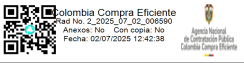 Colombia Compra Eficiente
Rad No. 2_2025_07_02_006590
Anexos: No Con copia: No
Fecha: 02/07/2025 12:42:38
Agencia Nacional
de Contratación Pública
Colombia Compra Eficiente